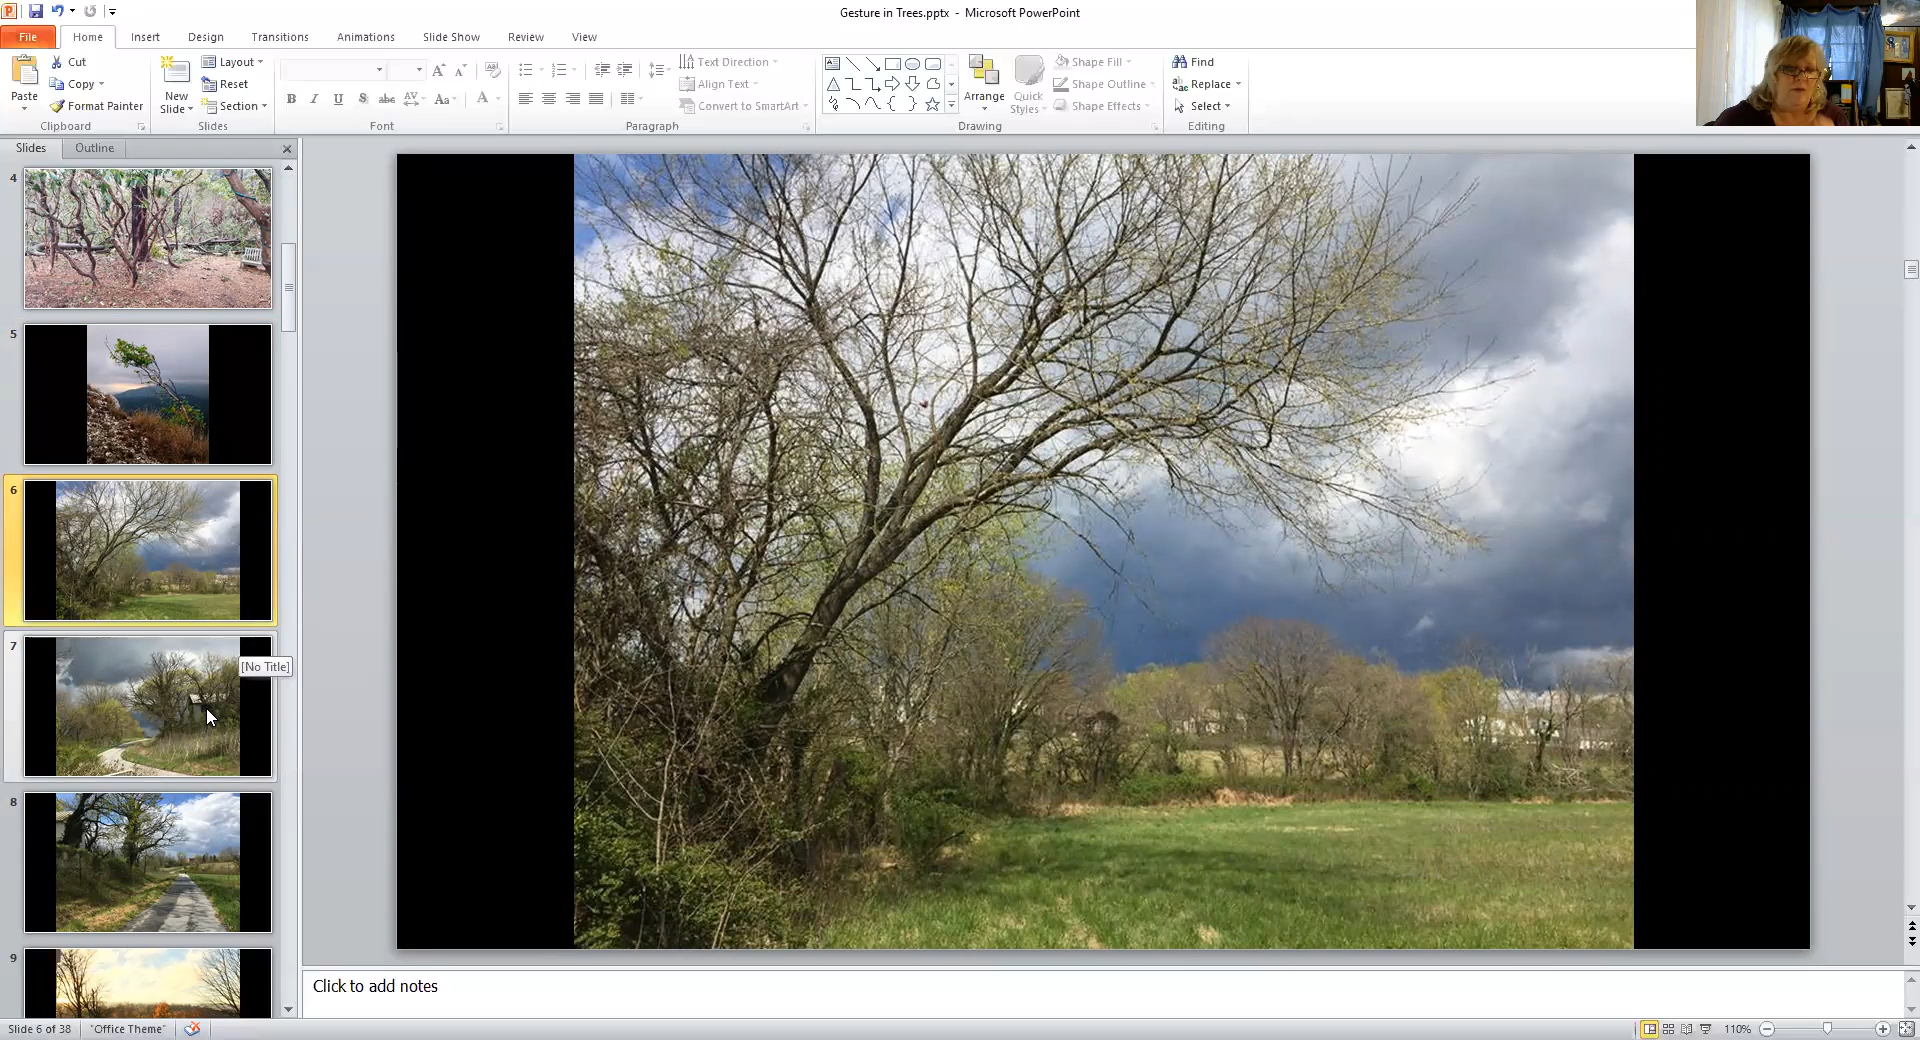 Gesture in Trees.pptx - Microsoft PowerPoint
File Home Insert Design Transitions Animations Slide Show Review View
Paste
Cut
Copy
Format Painter
Clipboard
New Slide
Layout
Reset
Section
Slides
B I U S abc AV Aa A
Font
Text Direction
Align Text
Convert to SmartArt
Paragraph
Arrange
Quick Styles
Shape Fill
Shape Outline
Shape Effects
Drawing
Find
Replace
Select
Editing
Slides Outline
4
5
6
7
[No Title]
8
9
Click to add notes
Slide 6 of 38 "Office Theme" 110%